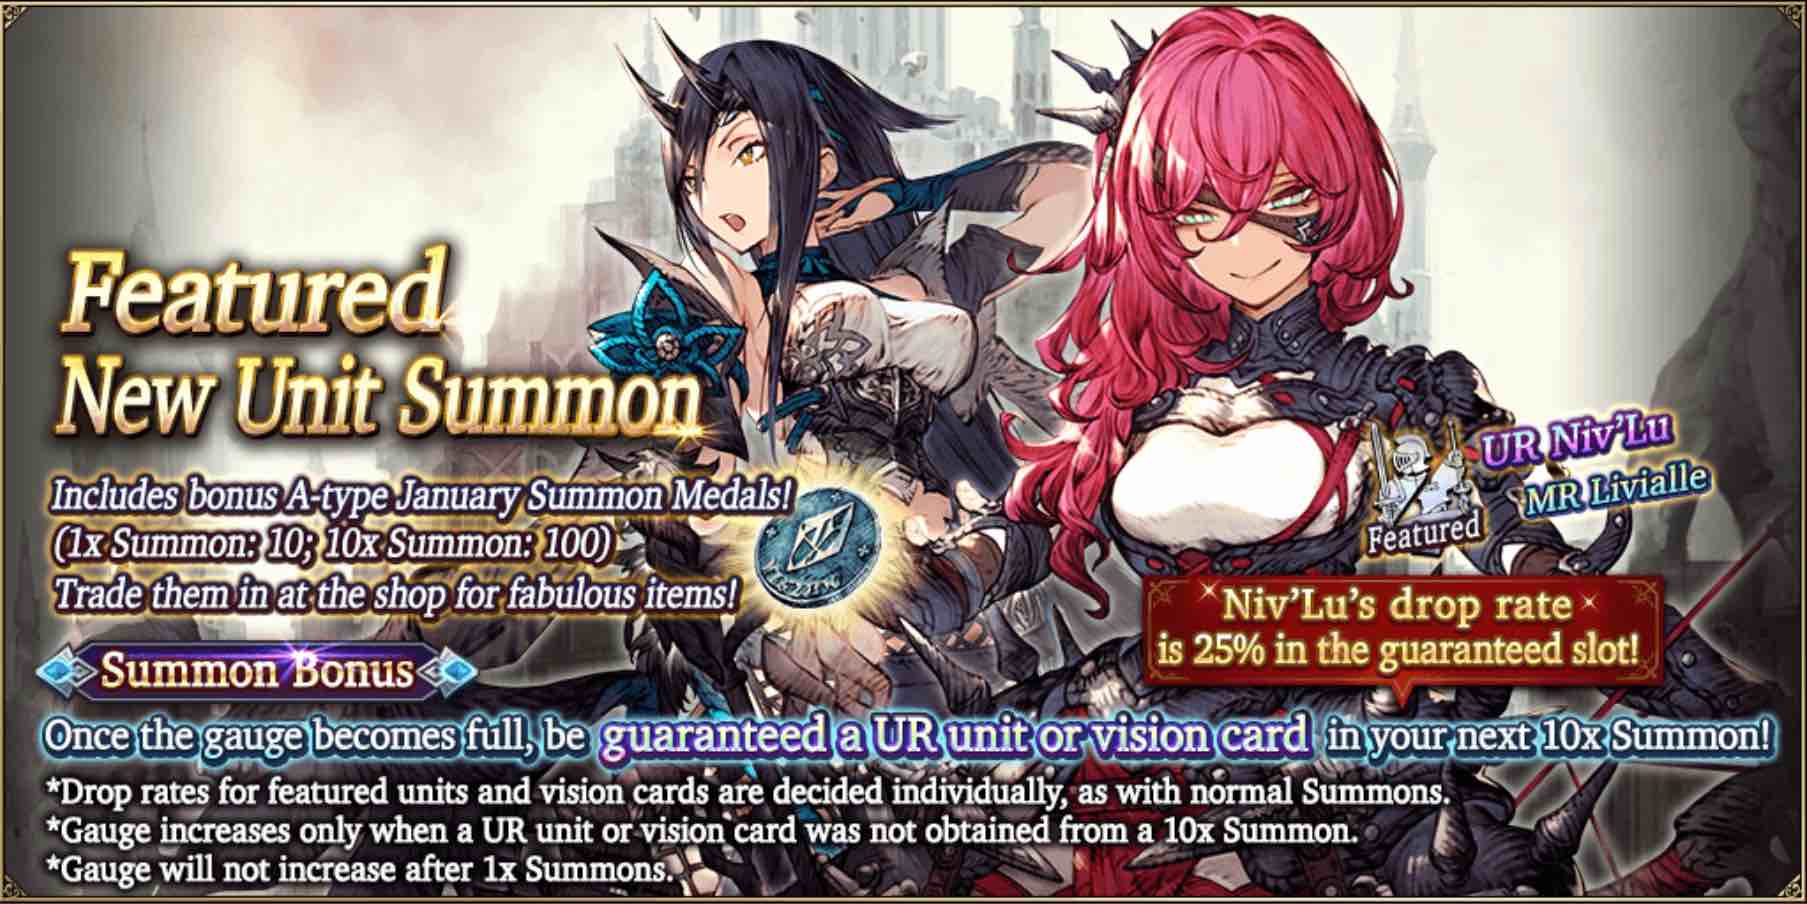 Featured
New Unit Summon
Includes bonus A-type January Summon Medals!
(1x Summon: 10; 10x Summon: 100)
Trade them in at the shop for fabulous items!
UR Niv'Lu
MR Livialle
Featured
Niv'Lu's drop rate
is 25% in the guaranteed slot!
Summon Bonus
Once the gauge becomes full, be guaranteed a UR unit or vision card in your next 10x Summon!
*Drop rates for featured units and vision cards are decided individually, as with normal Summons.
*Gauge increases only when a UR unit or vision card was not obtained from a 10x Summon.
*Gauge will not increase after 1x Summons.